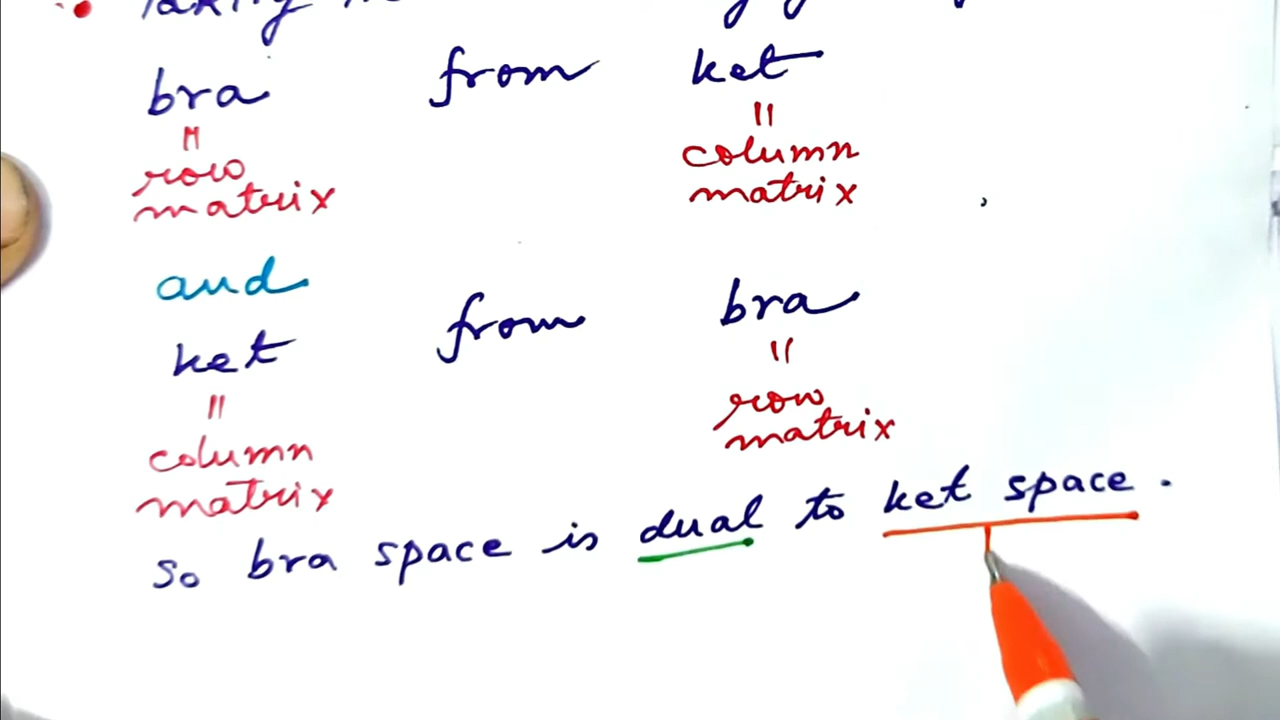 Taking
bra from ket
= =
row matrix column matrix
and
ket from bra
= =
column matrix row matrix
So bra space is dual to ket space.